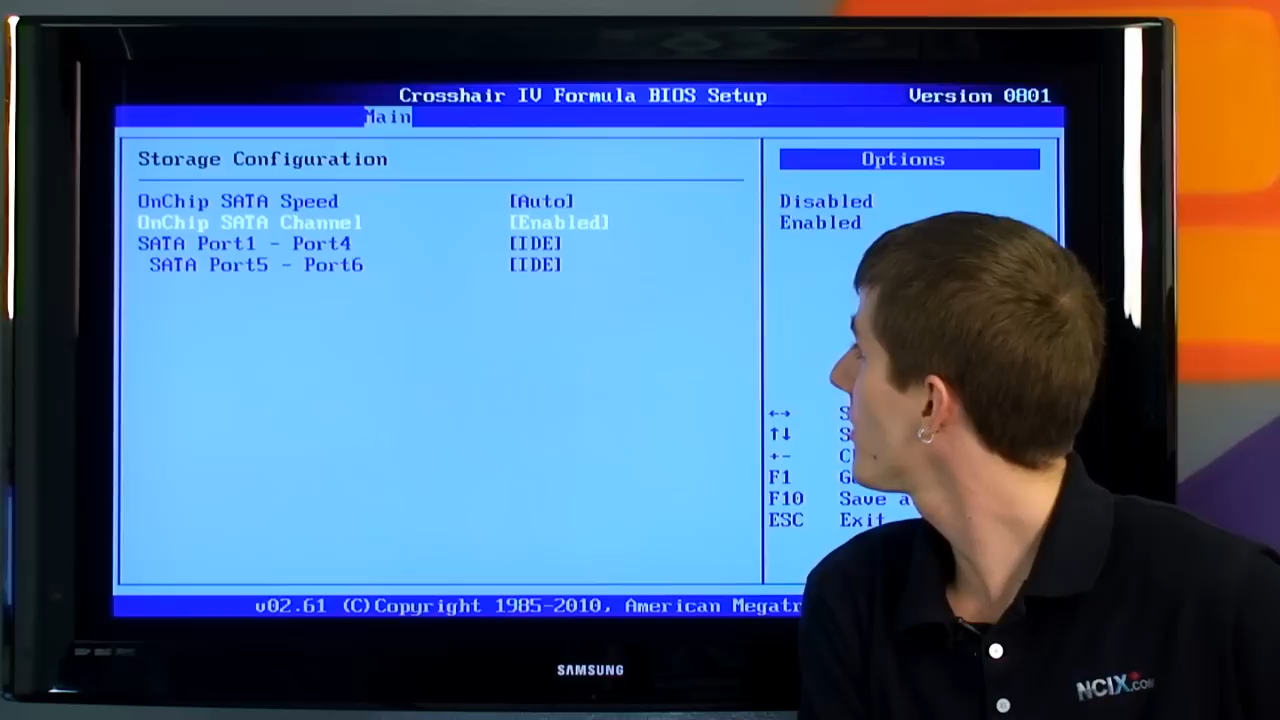 Crosshair IV Formula BIOS Setup Version 0801
Main
Storage Configuration
OnChip SATA Speed [Auto]
OnChip SATA Channel [Enabled]
SATA Port1 - Port4 [IDE]
SATA Port5 - Port6 [IDE]
Options
Disabled
Enabled
F1
F10 Save
ESC Exit
v02.61 (C)Copyright 1985-2010, American
SAMSUNG
NCIX.com